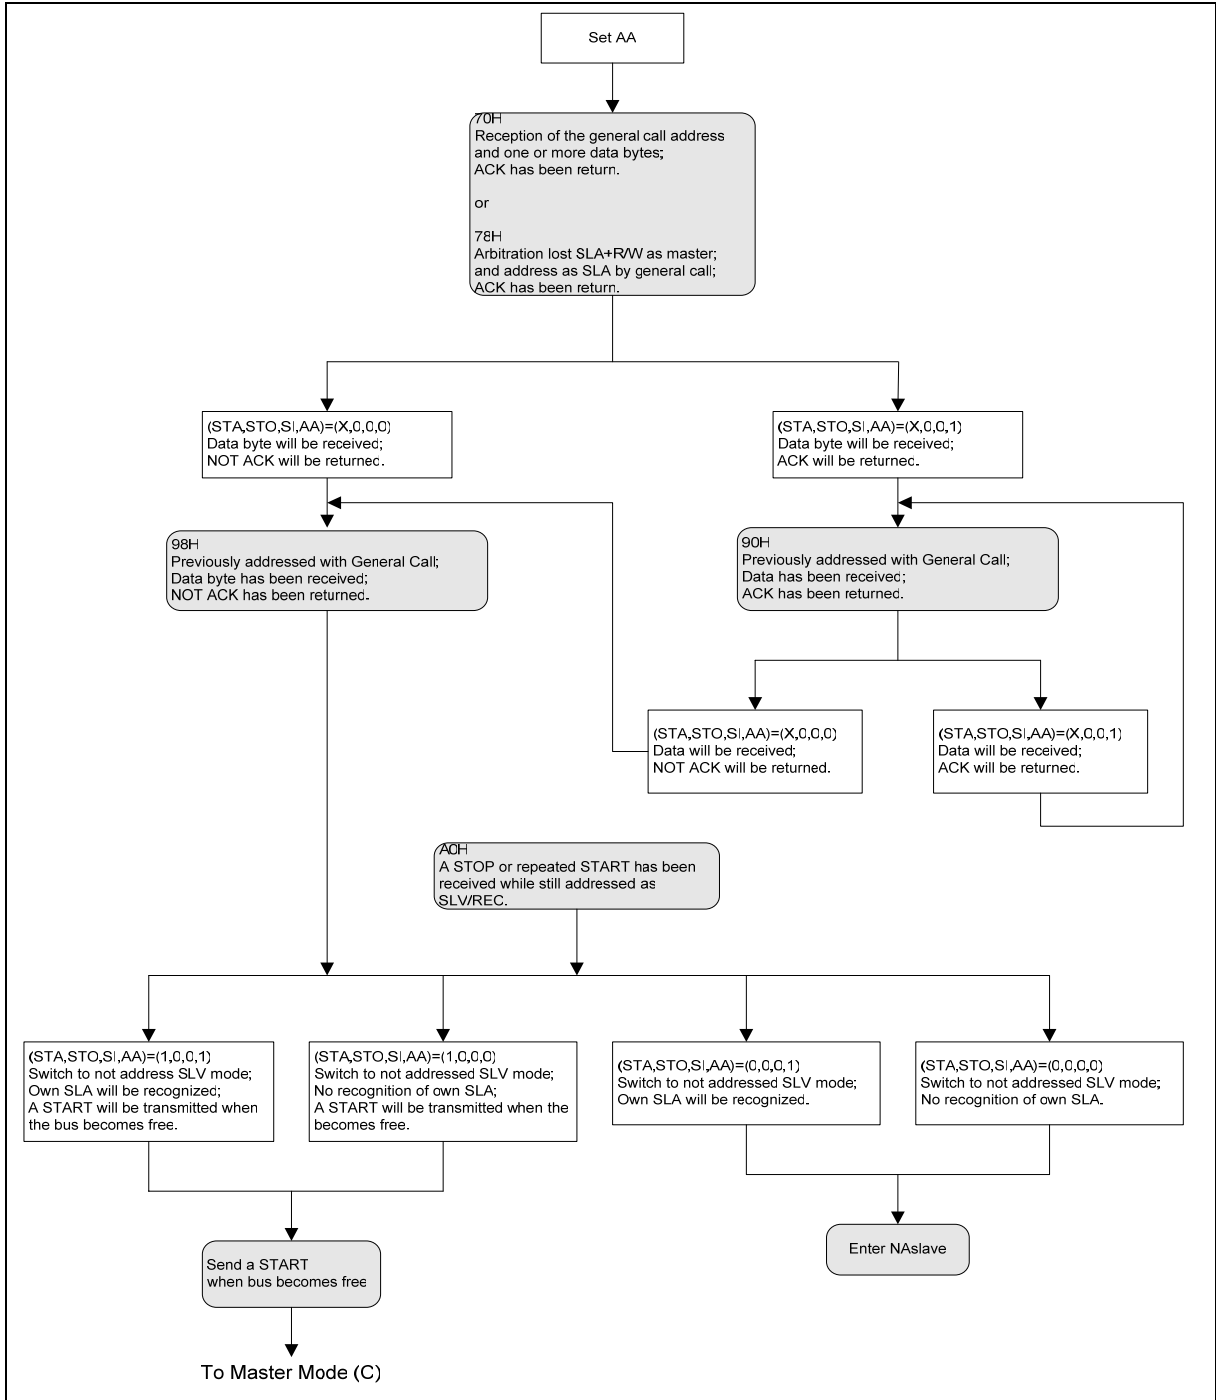 Set AA
70H
Reception of the general call address
and one or more data bytes;
ACK has been return.
or
78H
Arbitration lost SLA+R/W as master;
and address as SLA by general call;
ACK has been return.
(STA,STO,SI,AA)=(X,0,0,0)
Data byte will be received;
NOT ACK will be returned.
(STA,STO,SI,AA)=(X,0,0,1)
Data byte will be received;
ACK will be returned.
98H
Previously addressed with General Call;
Data byte has been received;
NOT ACK has been returned.
90H
Previously addressed with General Call;
Data has been received;
ACK has been returned.
(STA,STO,SI,AA)=(X,0,0,0)
Data will be received;
NOT ACK will be returned.
(STA,STO,SI,AA)=(X,0,0,1)
Data will be received;
ACK will be returned.
A0H
A STOP or repeated START has been
received while still addressed as
SLV/REC.
(STA,STO,SI,AA)=(1,0,0,1)
Switch to not address SLV mode;
Own SLA will be recognized;
A START will be transmitted when
the bus becomes free.
(STA,STO,SI,AA)=(1,0,0,0)
Switch to not addressed SLV mode;
No recognition of own SLA;
A START will be transmitted when the
becomes free.
(STA,STO,SI,AA)=(0,0,0,1)
Switch to not addressed SLV mode;
Own SLA will be recognized.
(STA,STO,SI,AA)=(0,0,0,0)
Switch to not addressed SLV mode;
No recognition of own SLA.
Send a START
when bus becomes free
Enter NAslave
To Master Mode (C)